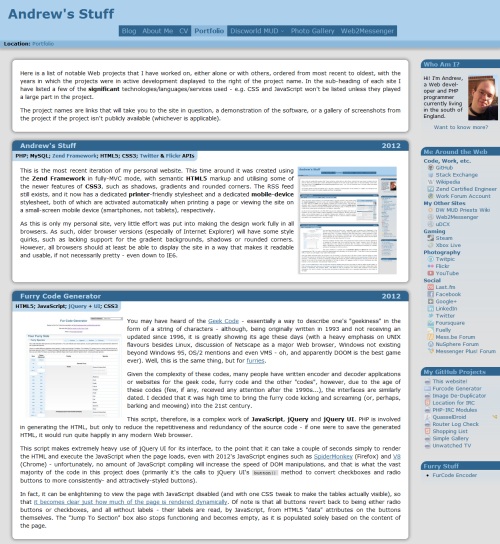 Andrew's Stuff
Blog About Me CV Portfolio Discworld MUD - Photo Gallery Web2Messenger
Location: Portfolio
Here is a list of notable Web projects that I have worked on, either alone or with others, ordered from most recent to oldest, with the
years in which the projects were in active development displayed to the right of the project name. In the sub-heading of each site I
have listed a few of the significant technologies/languages/services used - e.g. CSS and JavaScript won't be listed unless they played
a large part in the project.
The project names are links that will take you to the site in question, a demonstration of the software, or a gallery of screenshots
from the project if the project isn't publicly available (whichever is applicable).
Andrew's Stuff 2012
PHP; MySQL; Zend Framework; HTML5; CSS3; Twitter & Flickr APIs
This is the most recent iteration of my personal website. This time around it was created using
the Zend Framework in fully-MVC mode, with semantic HTML5 markup and utilising some of
the newer features of CSS3, such as shadows, gradients and rounded corners. The RSS feed
still exists, and it now has a dedicated printer-friendly stylesheet and a dedicated mobile-device
stylesheet, both of which are activated automatically when printing a page or viewing the site on
a small-screen mobile device (smartphones, not tablets), respectively.
As this is only my personal site, very little effort was put into making the design work fully in all
browsers. As such, older browser versions (especially of Internet Explorer) will have some style
quirks, such as lacking support for the gradient backgrounds, shadows or rounded corners.
However, all browsers should at least be able to display the site in a way that makes it readable
and usable, if not necessarily pretty - even down to IE6.
Furry Code Generator 2012
HTML5; JavaScript; jQuery + UI; CSS3
You may have heard of the Geek Code - essentially a way to describe one's "geekiness" in the
form of a string of characters - although, being originally written in 1993 and not receiving an
updated since 1996, it is greatly showing its age these days (with a heavy emphasis on UNIX
flavours besides Linux, discussion of Netscape as a major Web browser, Windows not existing
beyond Windows 95, OS/2 mentions and even VMS - oh, and apparently DOOM is the best game
ever). Well, this is the same thing, but for furries.
Given the complexity of these codes, many people have written encoder and decoder applications
or websites for the geek code, furry code and the other "codes", however, due to the age of
these codes (few, if any, received any attention after the 1990s...), the interfaces are similarly
dated. I decided that it was high time to bring the furry code kicking and screaming (or, perhaps,
barking and meowing) into the 21st century.
This script, therefore, is a complex work of JavaScript, jQuery and jQuery UI. PHP is involved
in generating the HTML, but only to reduce the repetitiveness and redundancy of the source code - if one were to save the generated
HTML, it would run quite happily in any modern Web browser.
This script makes extremely heavy use of jQuery UI for its interface, to the point that it can take a couple of seconds simply to render
the HTML and execute the JavaScript when the page loads, even with 2012's JavaScript engines such as SpiderMonkey (Firefox) and V8
(Chrome) - unfortunately, no amount of JavaScript compiling will increase the speed of DOM manipulations, and that is what the vast
majority of the code in this project does (primarily it's the calls to jQuery UI's button() method to convert checkboxes and radio
buttons to more consistently- and attractively-styled buttons).
In fact, it can be enlightening to view the page with JavaScript disabled (and with one CSS tweak to make the tables actually visible), so
that it becomes clear just how much of the page is rendered dynamically. Of note is that all buttons revert back to being either radio
buttons or checkboxes, and all without labels - their labels are read, by JavaScript, from HTML5 "data" attributes on the buttons
themselves. The "Jump To Section" box also stops functioning and becomes empty, as it is populated solely based on the content of
the page.
Who Am I?
Hi! I'm Andrew,
a Web devel-
oper and PHP
programmer
currently living
in the south of
England.
Want to know more?
Me Around the Web
Code, Work, etc.
GitHub
Stack Exchange
Wikipedia
Zend Certified Engineer
Work Forum Account
My Other Sites
DW MUD Priests Wiki
Web2Messenger
uDCX
Gaming
Steam
Xbox Live
Photography
Twitpic
Flickr
YouTube
Social
Last.fm
Facebook
Google+
LinkedIn
Twitter
Foursquare
Fuelly
Mess.be Forum
NuSphere Forum
Messenger Plus! Forum
My GitHub Projects
This website!
Furcode Generator
Image De-Duplicator
Location for IRC
PHP-IRC Modules
QuasselDroid
Router Log Check
Shopping List
Simple Gallery
Unwatched TV
Furry Stuff
FurCode Encoder